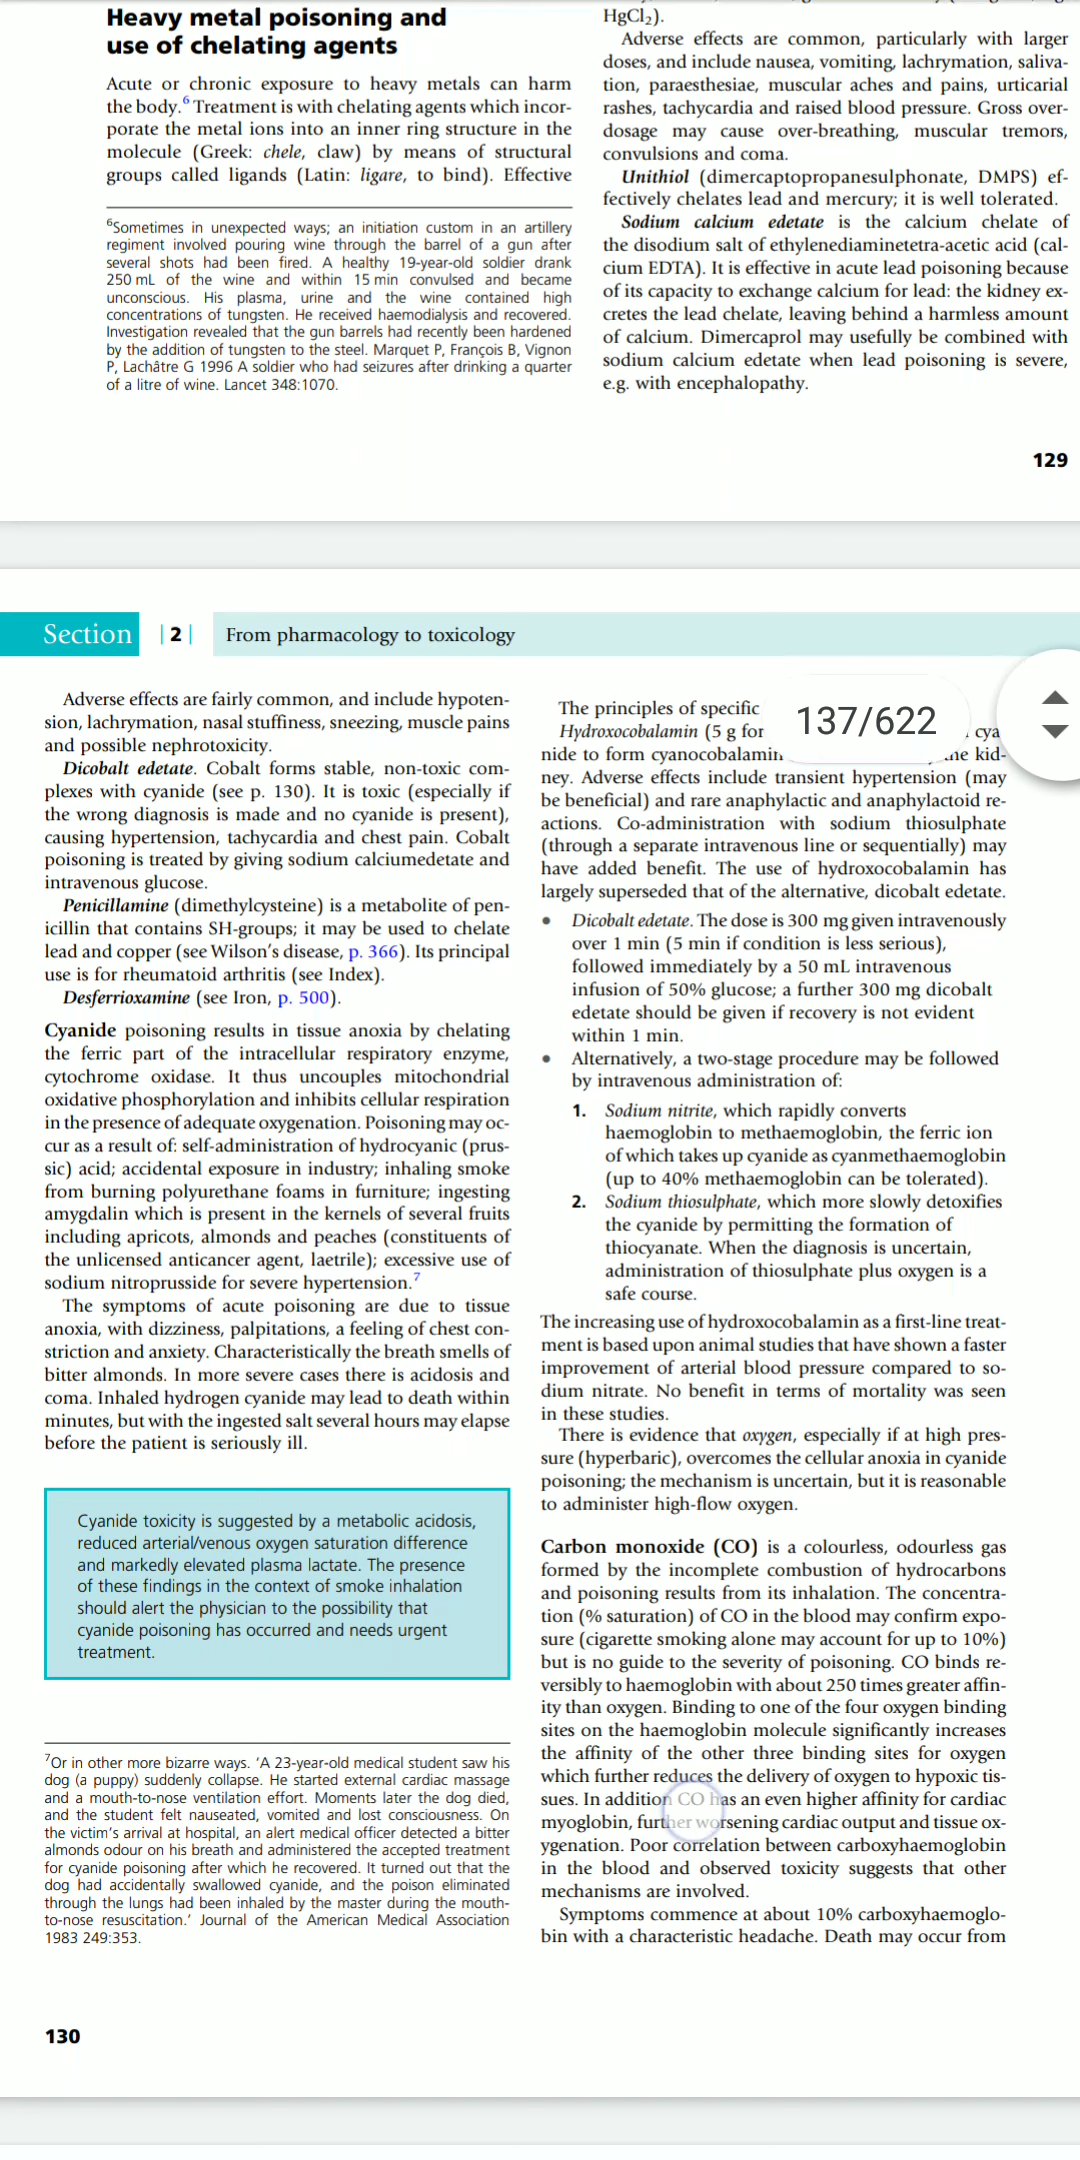 Heavy metal poisoning and
use of chelating agents
Acute or chronic exposure to heavy metals can harm
the body.⁶ Treatment is with chelating agents which incor-
porate the metal ions into an inner ring structure in the
molecule (Greek: chele, claw) by means of structural
groups called ligands (Latin: ligare, to bind). Effective
⁶Sometimes in unexpected ways; an initiation custom in an artillery
regiment involved pouring wine through the barrel of a gun after
several shots had been fired. A healthy 19-year-old soldier drank
250 mL of the wine and within 15 min convulsed and became
unconscious. His plasma, urine and the wine contained high
concentrations of tungsten. He received haemodialysis and recovered.
Investigation revealed that the gun barrels had recently been hardened
by the addition of tungsten to the steel. Marquet P, François B, Vignon
P, Lachâtre G 1996 A soldier who had seizures after drinking a quarter
of a litre of wine. Lancet 348:1070.
HgCl₂).
Adverse effects are common, particularly with larger
doses, and include nausea, vomiting, lachrymation, saliva-
tion, paraesthesiae, muscular aches and pains, urticarial
rashes, tachycardia and raised blood pressure. Gross over-
dosage may cause over-breathing, muscular tremors,
convulsions and coma.
Unithiol (dimercaptopropanesulphonate, DMPS) ef-
fectively chelates lead and mercury; it is well tolerated.
Sodium calcium edetate is the calcium chelate of
the disodium salt of ethylenediaminetetra-acetic acid (cal-
cium EDTA). It is effective in acute lead poisoning because
of its capacity to exchange calcium for lead: the kidney ex-
cretes the lead chelate, leaving behind a harmless amount
of calcium. Dimercaprol may usefully be combined with
sodium calcium edetate when lead poisoning is severe,
e.g. with encephalopathy.
129
Section | 2 | From pharmacology to toxicology
Adverse effects are fairly common, and include hypoten-
sion, lachrymation, nasal stuffiness, sneezing, muscle pains
and possible nephrotoxicity.
Dicobalt edetate. Cobalt forms stable, non-toxic com-
plexes with cyanide (see p. 130). It is toxic (especially if
the wrong diagnosis is made and no cyanide is present),
causing hypertension, tachycardia and chest pain. Cobalt
poisoning is treated by giving sodium calciumedetate and
intravenous glucose.
Penicillamine (dimethylcysteine) is a metabolite of pen-
icillin that contains SH-groups; it may be used to chelate
lead and copper (see Wilson's disease, p. 366). Its principal
use is for rheumatoid arthritis (see Index).
Desferrioxamine (see Iron, p. 500).
Cyanide poisoning results in tissue anoxia by chelating
the ferric part of the intracellular respiratory enzyme,
cytochrome oxidase. It thus uncouples mitochondrial
oxidative phosphorylation and inhibits cellular respiration
in the presence of adequate oxygenation. Poisoning may oc-
cur as a result of: self-administration of hydrocyanic (prus-
sic) acid; accidental exposure in industry; inhaling smoke
from burning polyurethane foams in furniture; ingesting
amygdalin which is present in the kernels of several fruits
including apricots, almonds and peaches (constituents of
the unlicensed anticancer agent, laetrile); excessive use of
sodium nitroprusside for severe hypertension.⁷
The symptoms of acute poisoning are due to tissue
anoxia, with dizziness, palpitations, a feeling of chest con-
striction and anxiety. Characteristically the breath smells of
bitter almonds. In more severe cases there is acidosis and
coma. Inhaled hydrogen cyanide may lead to death within
minutes, but with the ingested salt several hours may elapse
before the patient is seriously ill.
Cyanide toxicity is suggested by a metabolic acidosis,
reduced arterial/venous oxygen saturation difference
and markedly elevated plasma lactate. The presence
of these findings in the context of smoke inhalation
should alert the physician to the possibility that
cyanide poisoning has occurred and needs urgent
treatment.
⁷Or in other more bizarre ways. ‘A 23-year-old medical student saw his
dog (a puppy) suddenly collapse. He started external cardiac massage
and a mouth-to-nose ventilation effort. Moments later the dog died,
and the student felt nauseated, vomited and lost consciousness. On
the victim's arrival at hospital, an alert medical officer detected a bitter
almonds odour on his breath and administered the accepted treatment
for cyanide poisoning after which he recovered. It turned out that the
dog had accidentally swallowed cyanide, and the poison eliminated
through the lungs had been inhaled by the master during the mouth-
to-nose resuscitation.’ Journal of the American Medical Association
1983 249:353.
The principles of specific
137/622
Hydroxocobalamin (5 g for cya
nide to form cyanocobalamin kid-
ney. Adverse effects include transient hypertension (may
be beneficial) and rare anaphylactic and anaphylactoid re-
actions. Co-administration with sodium thiosulphate
(through a separate intravenous line or sequentially) may
have added benefit. The use of hydroxocobalamin has
largely superseded that of the alternative, dicobalt edetate.
• Dicobalt edetate. The dose is 300 mg given intravenously
over 1 min (5 min if condition is less serious),
followed immediately by a 50 mL intravenous
infusion of 50% glucose; a further 300 mg dicobalt
edetate should be given if recovery is not evident
within 1 min.
• Alternatively, a two-stage procedure may be followed
by intravenous administration of:
1. Sodium nitrite, which rapidly converts
haemoglobin to methaemoglobin, the ferric ion
of which takes up cyanide as cyanmethaemoglobin
(up to 40% methaemoglobin can be tolerated).
2. Sodium thiosulphate, which more slowly detoxifies
the cyanide by permitting the formation of
thiocyanate. When the diagnosis is uncertain,
administration of thiosulphate plus oxygen is a
safe course.
The increasing use of hydroxocobalamin as a first-line treat-
ment is based upon animal studies that have shown a faster
improvement of arterial blood pressure compared to so-
dium nitrate. No benefit in terms of mortality was seen
in these studies.
There is evidence that oxygen, especially if at high pres-
sure (hyperbaric), overcomes the cellular anoxia in cyanide
poisoning; the mechanism is uncertain, but it is reasonable
to administer high-flow oxygen.
Carbon monoxide (CO) is a colourless, odourless gas
formed by the incomplete combustion of hydrocarbons
and poisoning results from its inhalation. The concentra-
tion (% saturation) of CO in the blood may confirm expo-
sure (cigarette smoking alone may account for up to 10%)
but is no guide to the severity of poisoning. CO binds re-
versibly to haemoglobin with about 250 times greater affin-
ity than oxygen. Binding to one of the four oxygen binding
sites on the haemoglobin molecule significantly increases
the affinity of the other three binding sites for oxygen
which further reduces the delivery of oxygen to hypoxic tis-
sues. In addition CO has an even higher affinity for cardiac
myoglobin, further worsening cardiac output and tissue ox-
ygenation. Poor correlation between carboxyhaemoglobin
in the blood and observed toxicity suggests that other
mechanisms are involved.
Symptoms commence at about 10% carboxyhaemoglo-
bin with a characteristic headache. Death may occur from
130